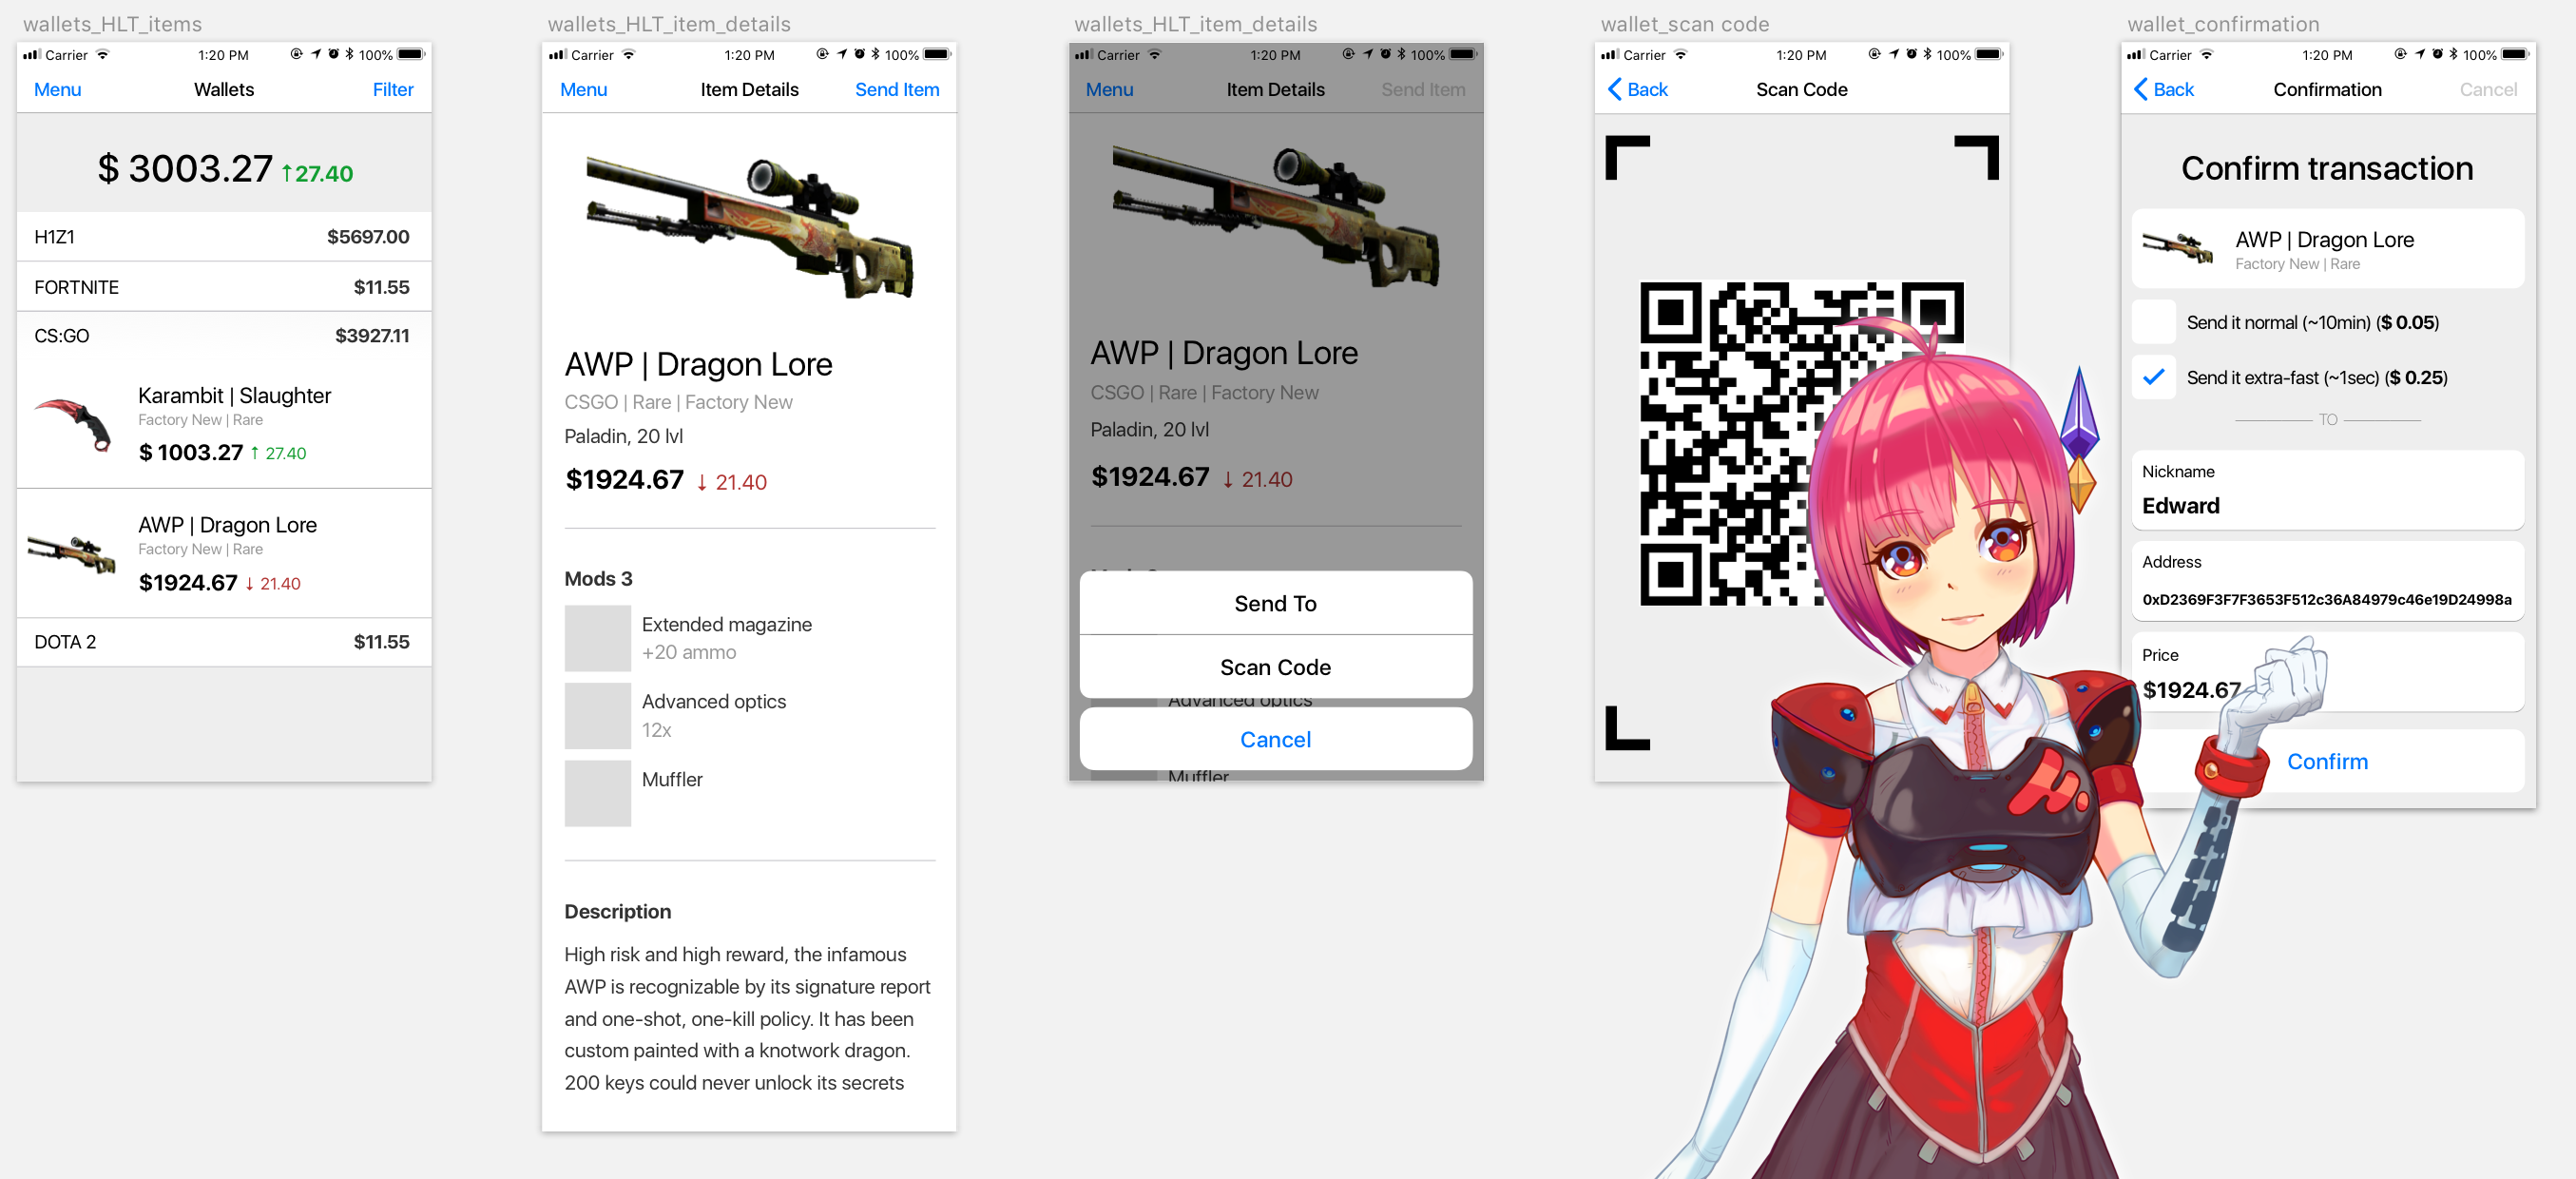 wallets_HLT_items
Carrier 1:20 PM 100%
Menu Wallets Filter
$ 3003.27 ↑27.40
H1Z1 $5697.00
FORTNITE $11.55
CS:GO $3927.11
Karambit | Slaughter
Factory New | Rare
$ 1003.27 ↑ 27.40
AWP | Dragon Lore
Factory New | Rare
$1924.67 ↓ 21.40
DOTA 2 $11.55
wallets_HLT_item_details
Carrier 1:20 PM 100%
Menu Item Details Send Item
AWP | Dragon Lore
CSGO | Rare | Factory New
Paladin, 20 lvl
$1924.67 ↓ 21.40
Mods 3
Extended magazine
+20 ammo
Advanced optics
12x
Muffler
Description
High risk and high reward, the infamous
AWP is recognizable by its signature report
and one-shot, one-kill policy. It has been
custom painted with a knotwork dragon.
200 keys could never unlock its secrets
wallets_HLT_item_details
Carrier 1:20 PM 100%
Menu Item Details Send Item
AWP | Dragon Lore
CSGO | Rare | Factory New
Paladin, 20 lvl
$1924.67 ↓ 21.40
Send To
Scan Code
Advanced optics
Cancel
Muffler
wallet_scan code
Carrier 1:20 PM 100%
Back Scan Code
wallet_confirmation
Carrier 1:20 PM 100%
Back Confirmation Cancel
Confirm transaction
AWP | Dragon Lore
Factory New | Rare
Send it normal (~10min) ($ 0.05)
Send it extra-fast (~1sec) ($ 0.25)
TO
Nickname
Edward
Address
0xD2369F3F7F3653F512c36A84979c46e19D24998a
Price
$1924.67
Confirm